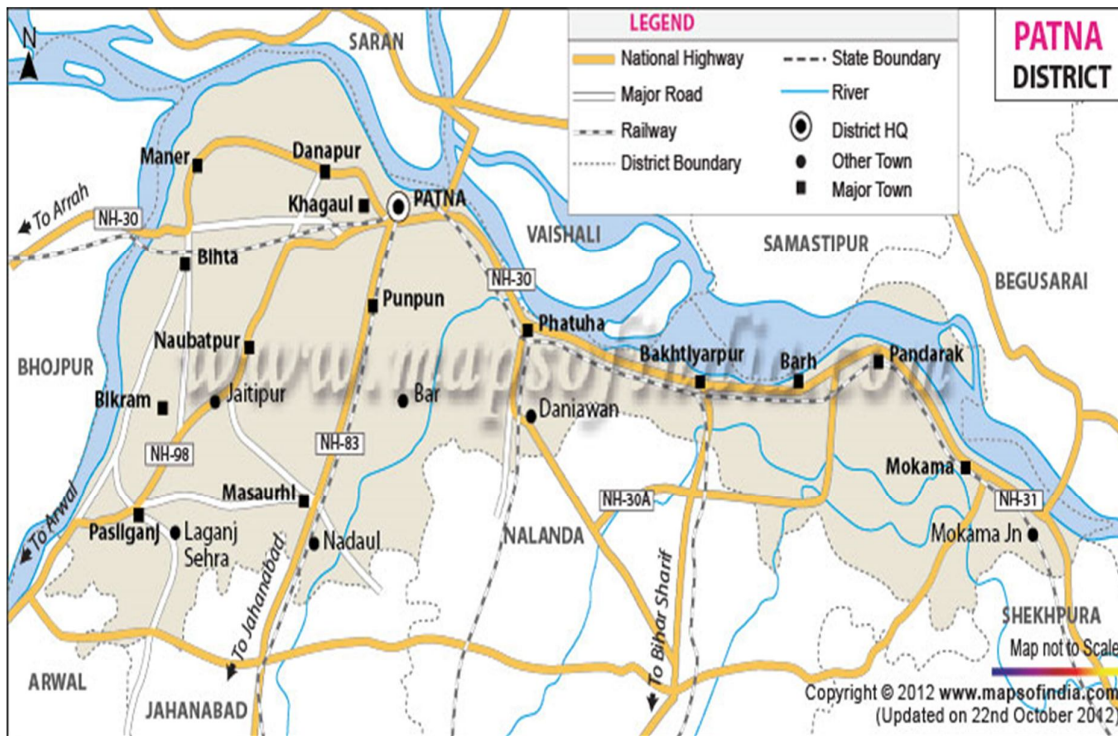 LEGEND
National Highway
Major Road
Railway
District Boundary
State Boundary
River
District HQ
Other Town
Major Town
PATNA
DISTRICT
N
SARAN
Maner
Danapur
Khagaul
PATNA
To Arrah
NH-30
VAISHALI
SAMASTIPUR
BEGUSARAI
Bihta
NH-30
Punpun
Phatuha
Naubatpur
www.mapsofindia.com
Bakhtiyarpur
Barh
Pandarak
BHOJPUR
Bikram
Jaitipur
Bar
Daniawan
NH-98
NH-83
Mokama
Masaurhi
NH-30A
NH-31
To Arwal
Pasliganj
Laganj
Sehra
Nadaul
NALANDA
Mokama Jn
To Jahanabad
To Bihar Sharif
SHEKHPURA
Map not to Scale
ARWAL
JAHANABAD
Copyright © 2012 www.mapsofindia.com
(Updated on 22nd October 2012)